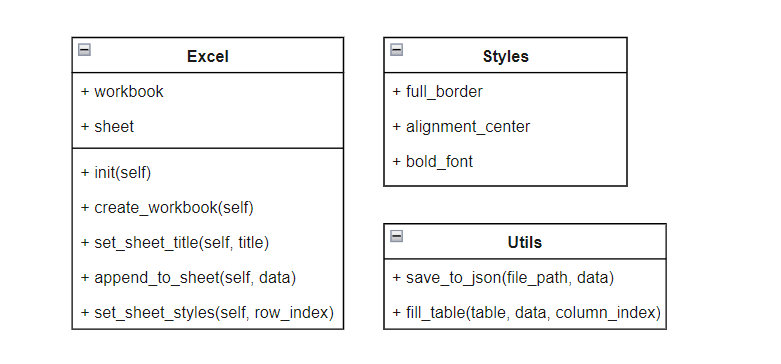 Excel
+ workbook
+ sheet
+ init(self)
+ create_workbook(self)
+ set_sheet_title(self, title)
+ append_to_sheet(self, data)
+ set_sheet_styles(self, row_index)
Styles
+ full_border
+ alignment_center
+ bold_font
Utils
+ save_to_json(file_path, data)
+ fill_table(table, data, column_index)